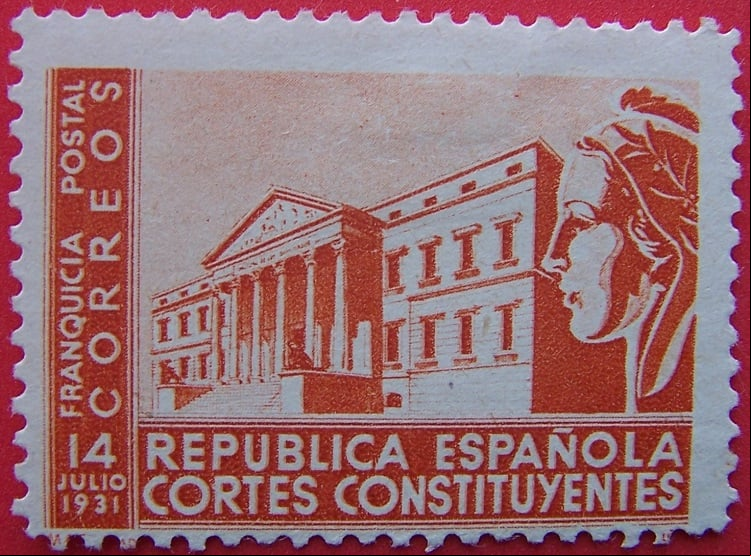 FRANQUICIA POSTAL
CORREOS
14
JULIO
1931
REPUBLICA ESPAÑOLA
CORTES CONSTITUYENTES